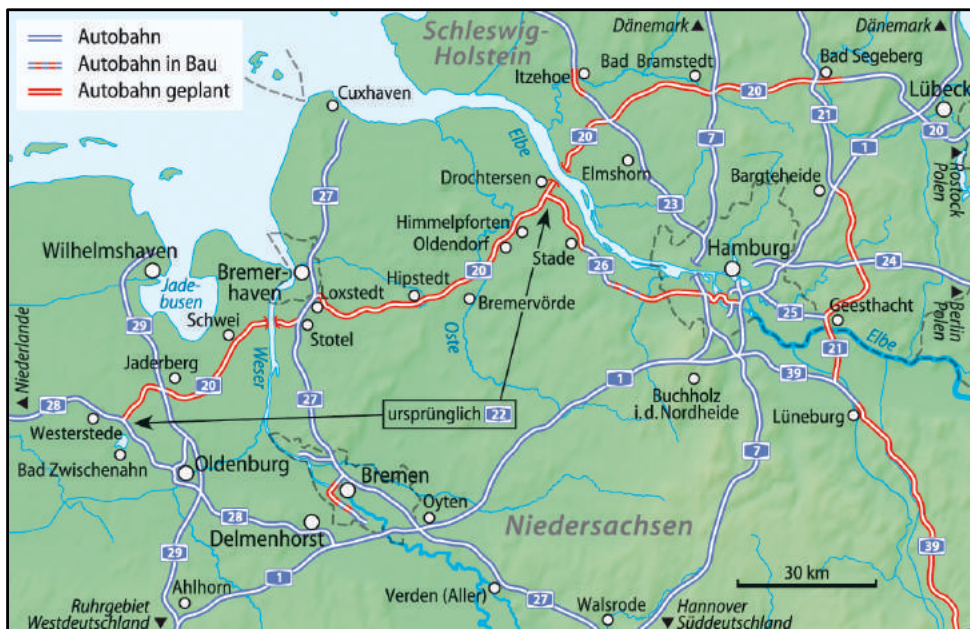 Autobahn
Autobahn in Bau
Autobahn geplant
Schleswig-
Holstein
Dänemark
Dänemark
Itzehoe
Bad Bramstedt
Bad Segeberg
Lübeck
Cuxhaven
20
20
21
20
Elbe
20
7
1
Rostock
Polen
Drochtersen
Elmshorn
Bargteheide
27
23
Himmelpforten
Oldendorf
Wilhelmshaven
Bremer-
haven
Stade
Hamburg
26
24
Jade-
busen
Hipstedt
20
Loxstedt
Bremervörde
25
Geesthacht
Berlin
Polen
29
Schwei
Stotel
Oste
Elbe
Niederlande
Weser
21
Jaderberg
39
20
1
28
27
ursprünglich 22
Buchholz
i.d.Nordheide
Lüneburg
Westerstede
Bad Zwischenahn
7
Oldenburg
Bremen
Oyten
28
Delmenhorst
Niedersachsen
29
39
1
30 km
Ahlhorn
Verden (Aller)
27
Walsrode
Ruhrgebiet
Westdeutschland
Hannover
Süddeutschland